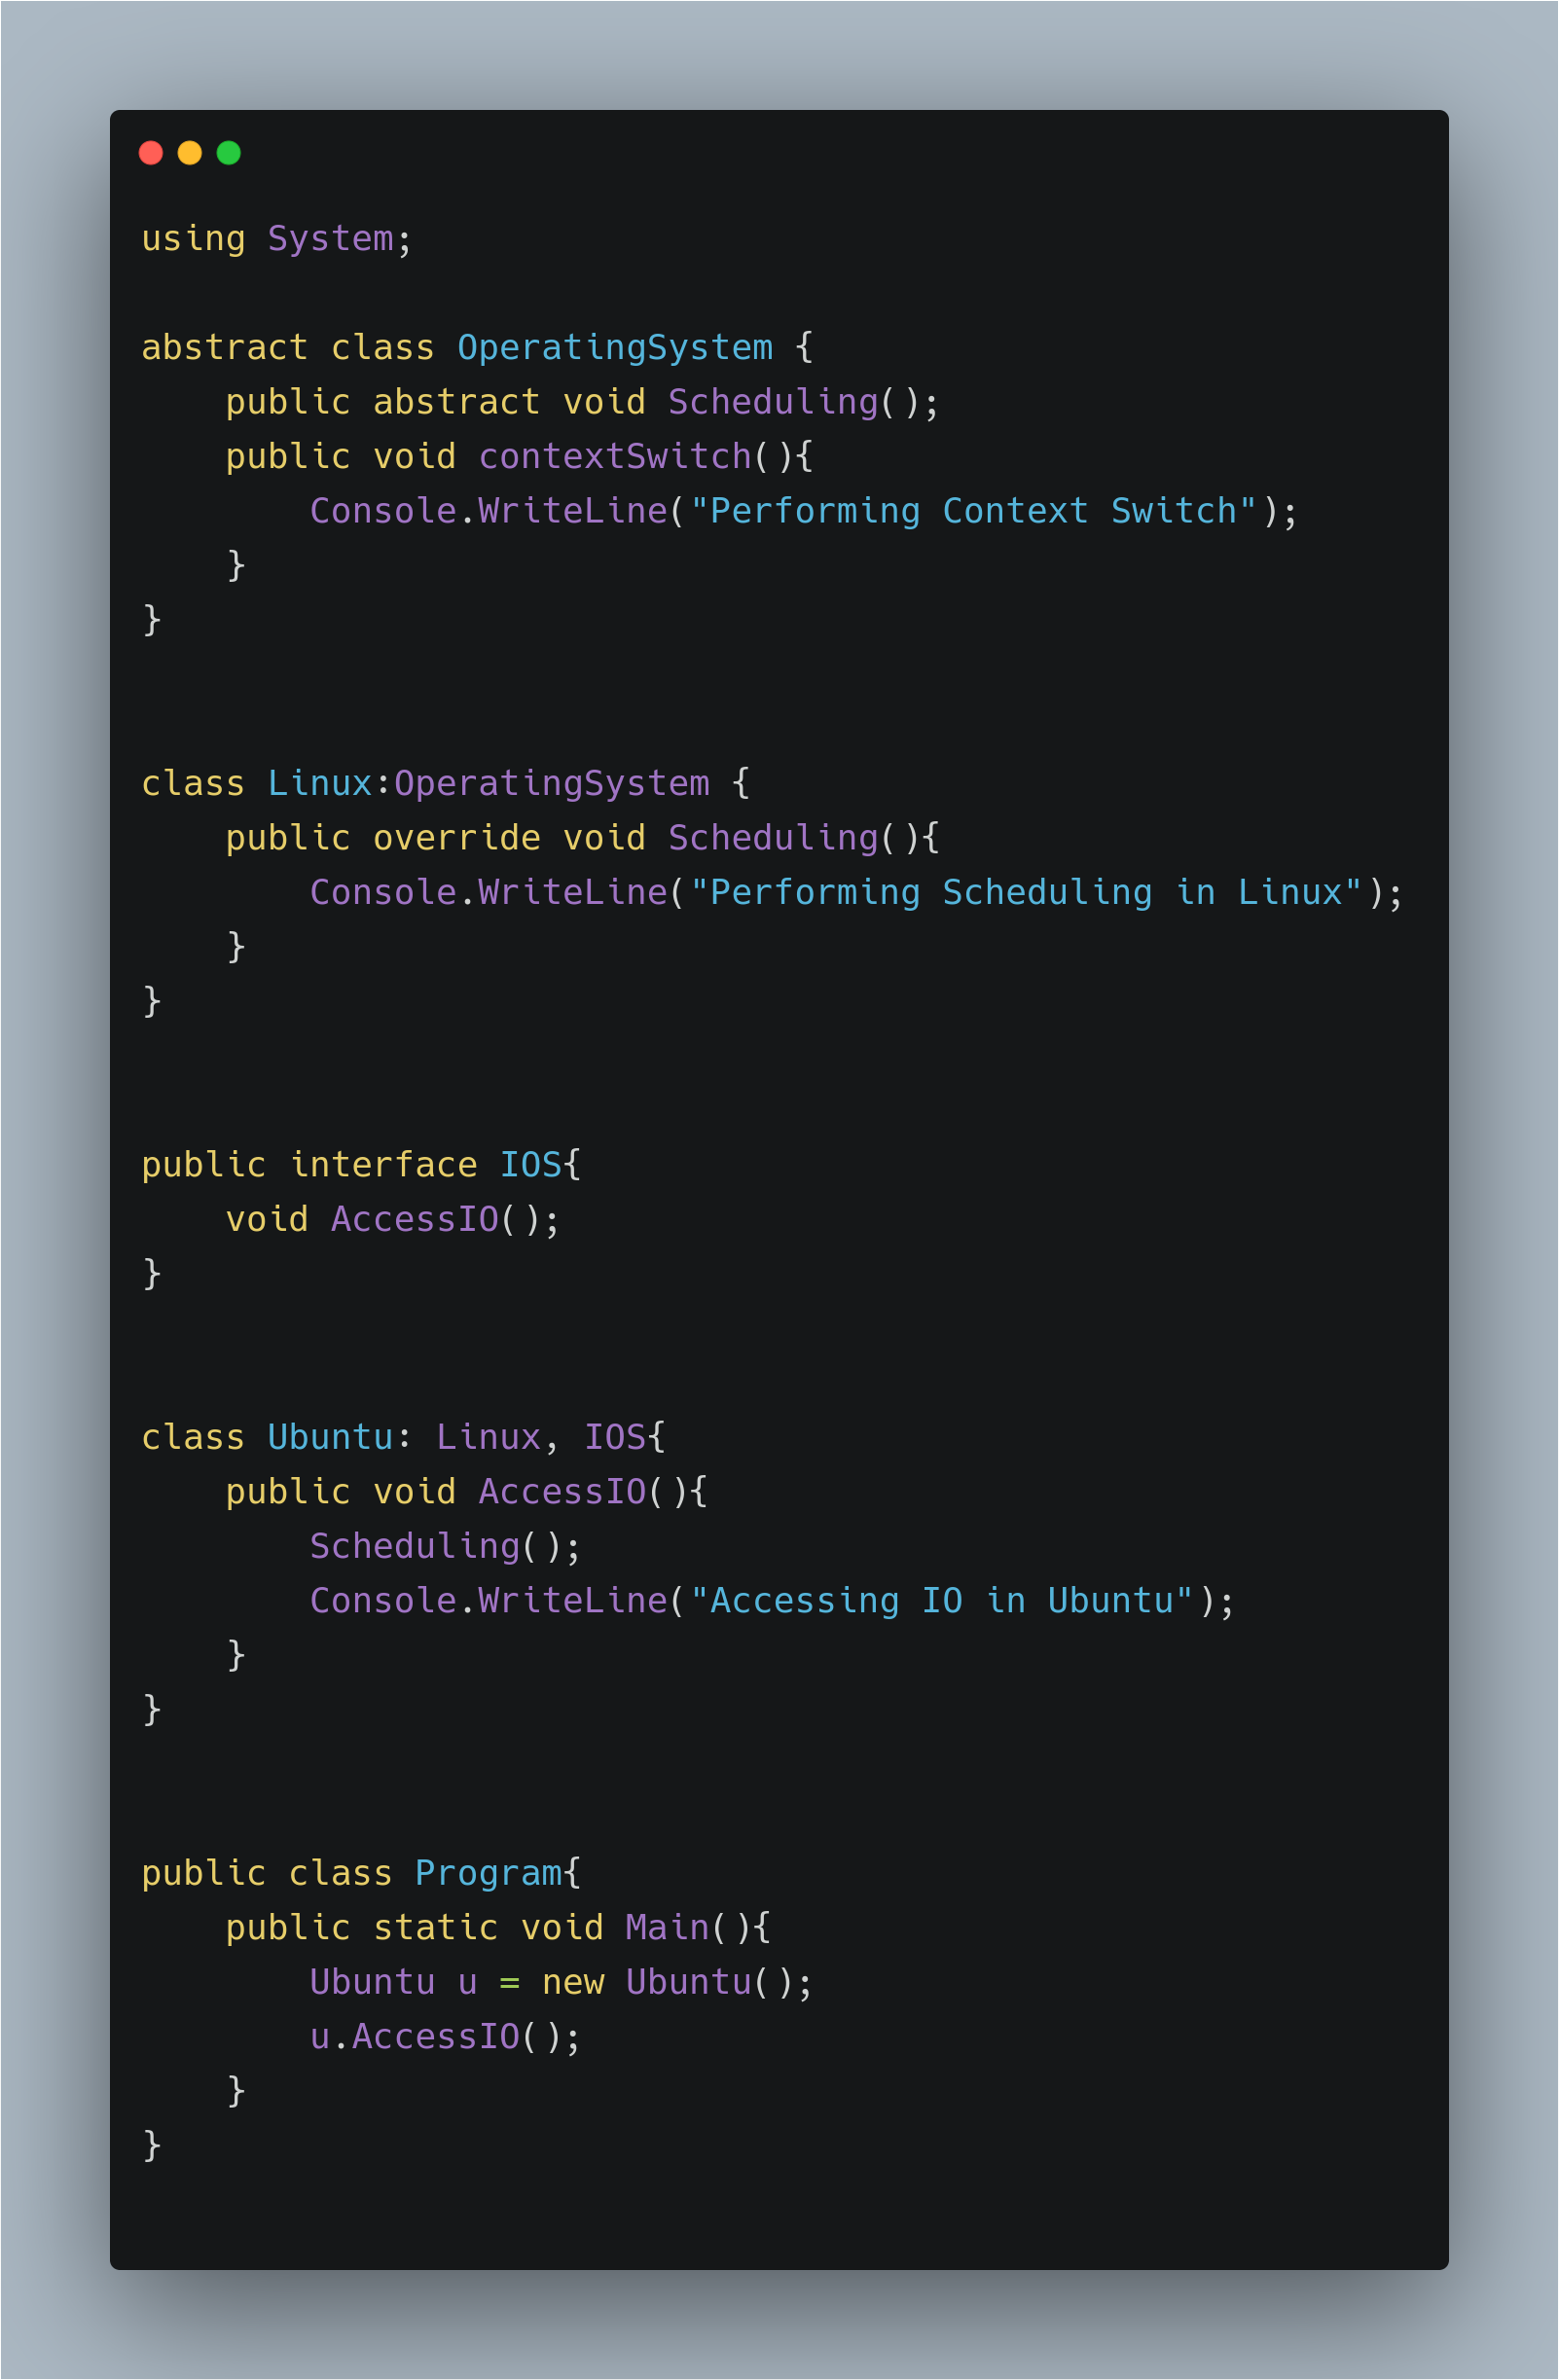 using System;

abstract class OperatingSystem {
    public abstract void Scheduling();
    public void contextSwitch(){
        Console.WriteLine("Performing Context Switch");
    }
}

class Linux:OperatingSystem {
    public override void Scheduling(){
        Console.WriteLine("Performing Scheduling in Linux");
    }
}

public interface IOS{
    void AccessIO();
}

class Ubuntu: Linux, IOS{
    public void AccessIO(){
        Scheduling();
        Console.WriteLine("Accessing IO in Ubuntu");
    }
}

public class Program{
    public static void Main(){
        Ubuntu u = new Ubuntu();
        u.AccessIO();
    }
}